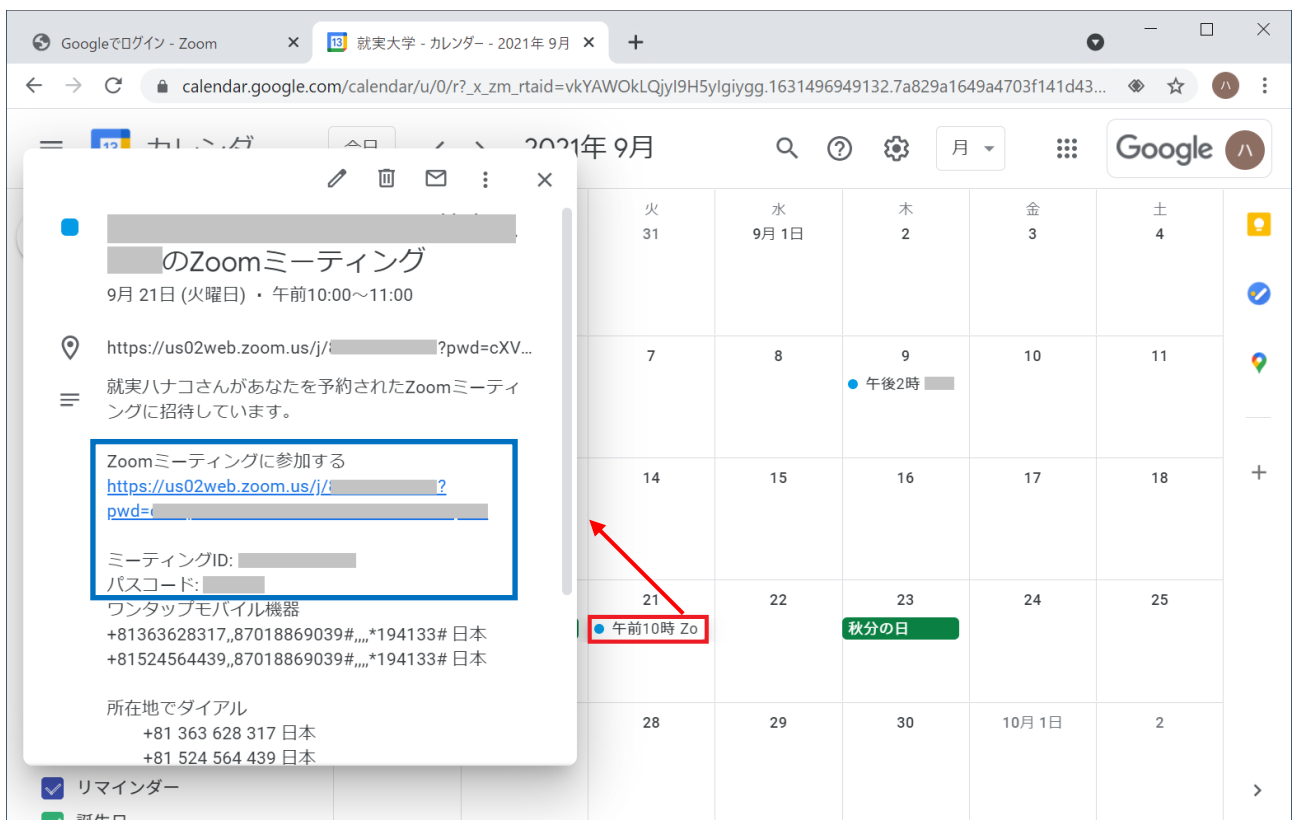 Googleでログイン - Zoom
就実大学 - カレンダー - 2021年 9月
calendar.google.com/calendar/u/0/r?_x_zm_rtaid=vkYAWOkLQjyI9H5yIgiygg.1631496949132.7a829a1649a4703f141d43...
ハ
13
カレンダ
今日
2021年 9月
月
Google
ハ
のZoomミーティング
9月 21日 (火曜日) ・ 午前10:00~11:00
https://us02web.zoom.us/j/
?pwd=cXV...
就実ハナコさんがあなたを予約されたZoomミーティ
ングに招待しています。
Zoomミーティングに参加する
https://us02web.zoom.us/j/
?
pwd=
ミーティングID:
パスコード:
ワンタップモバイル機器
+81363628317,,87018869039#,,,,*194133# 日本
+81524564439,,87018869039#,,,,*194133# 日本
所在地でダイアル
+81 363 628 317 日本
+81 524 564 439 日本
リマインダー
誕生日
火 水 木 金 土
31 9月 1日 2 3 4
7 8 9 10 11
午後2時
14 15 16 17 18
21 22 23 24 25
午前10時 Zo
秋分の日
28 29 30 10月 1日 2